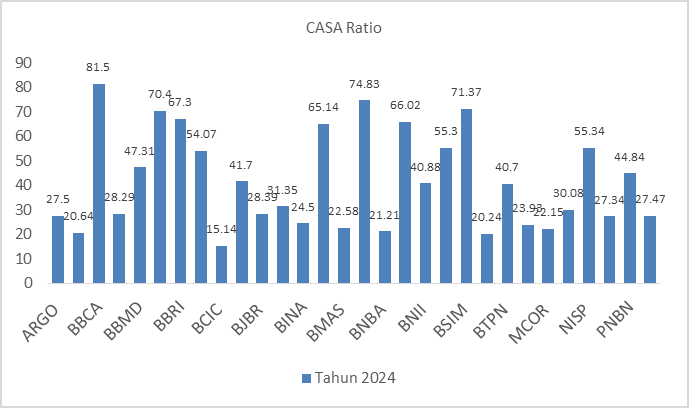 CASA Ratio
90
80
70
60
50
40
30
20
10
0
27.5
20.64
81.5
28.29
47.31
70.4
67.3
54.07
15.14
41.7
28.39
31.35
24.5
65.14
22.58
74.83
21.21
66.02
40.88
55.3
71.37
20.24
40.7
23.93
22.15
30.08
55.34
27.34
44.84
27.47
ARGO
BBCA
BBMD
BBRI
BCIC
BJBR
BINA
BMAS
BNBA
BNII
BSIM
BTPN
MCOR
NISP
PNBN
Tahun 2024